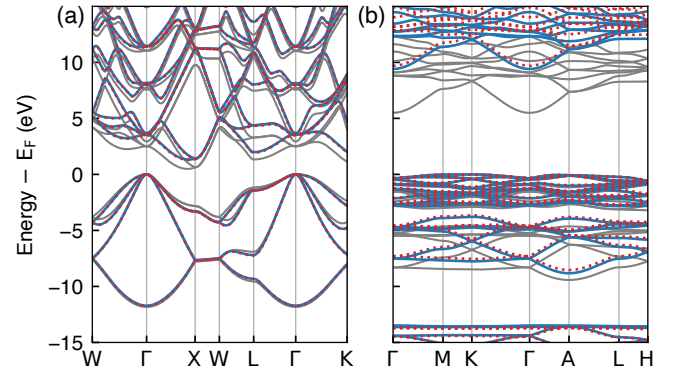 (a)
(b)
Energy − E_F (eV)
10
5
0
−5
−10
−15
W Γ X W L Γ K
Γ M K Γ A L H